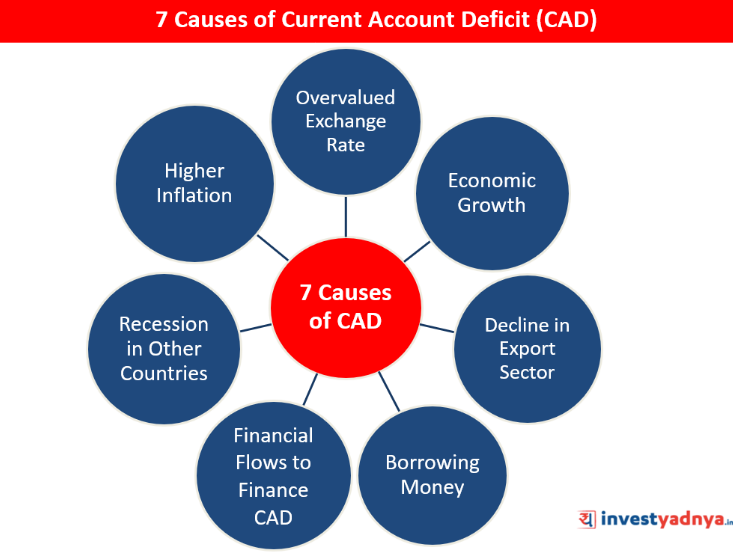 7 Causes of Current Account Deficit (CAD)
Overvalued
Exchange
Rate
Economic
Growth
Decline in
Export
Sector
Borrowing
Money
Financial
Flows to
Finance
CAD
Recession
in Other
Countries
Higher
Inflation
7 Causes
of CAD
investyadnya.in